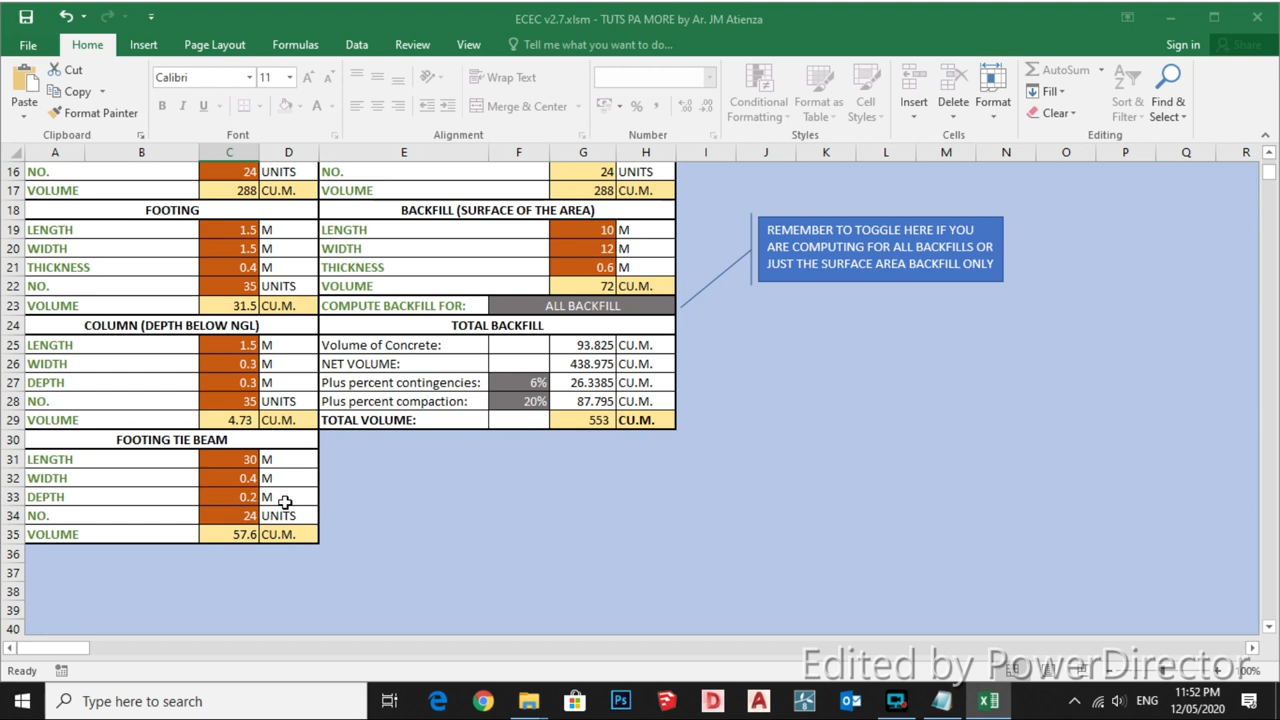 ECEC v2.7.xlsm - TUTS PA MORE by Ar. JM Atienza
File Home Insert Page Layout Formulas Data Review View Tell me what you want to do... Sign in Share
Paste Cut Copy Format Painter
Calibri 11
B I U A
Wrap Text
Merge & Center
% ,
Conditional Formatting Format as Table Cell Styles
Insert Delete Format
AutoSum Fill Clear
Sort & Filter Find & Select
Clipboard Font Alignment Number Styles Cells Editing
A B C D E F G H I J K L M N O P Q R
16 NO. 24 UNITS NO. 24 UNITS
17 VOLUME 288 CU.M. VOLUME 288 CU.M.
18 FOOTING BACKFILL (SURFACE OF THE AREA)
19 LENGTH 1.5 M LENGTH 10 M
20 WIDTH 1.5 M WIDTH 12 M
21 THICKNESS 0.4 M THICKNESS 0.6 M
22 NO. 35 UNITS VOLUME 72 CU.M.
23 VOLUME 31.5 CU.M. COMPUTE BACKFILL FOR: ALL BACKFILL
24 COLUMN (DEPTH BELOW NGL) TOTAL BACKFILL
25 LENGTH 1.5 M Volume of Concrete: 93.825 CU.M.
26 WIDTH 0.3 M NET VOLUME: 438.975 CU.M.
27 DEPTH 0.3 M Plus percent contingencies: 6% 26.3385 CU.M.
28 NO. 35 UNITS Plus percent compaction: 20% 87.795 CU.M.
29 VOLUME 4.73 CU.M. TOTAL VOLUME: 553 CU.M.
30 FOOTING TIE BEAM
31 LENGTH 30 M
32 WIDTH 0.4 M
33 DEPTH 0.2 M
34 NO. 24 UNITS
35 VOLUME 57.6 CU.M.
36
37
38
39
40
REMEMBER TO TOGGLE HERE IF YOU
ARE COMPUTING FOR ALL BACKFILLS OR
JUST THE SURFACE AREA BACKFILL ONLY
Ready 100%
Edited by PowerDirector
Type here to search
ENG 11:52 PM
12/05/2020